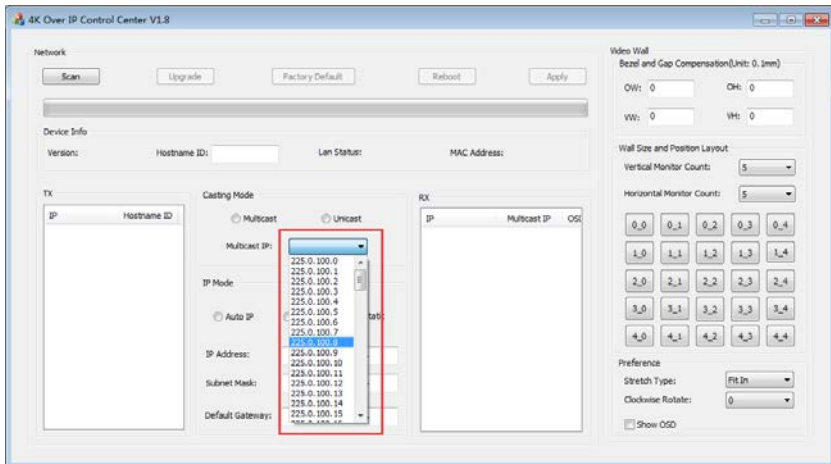 4K Over IP Control Center V1.8
Network
Scan
Upgrade
Factory Default
Reboot
Apply
Device Info
Version:
Hostname ID:
Lan Status:
MAC Address:
TX
IP Hostname ID
Casting Mode
Multicast
Unicast
Multicast IP:
225.0.100.0
225.0.100.1
225.0.100.2
225.0.100.3
225.0.100.4
225.0.100.5
225.0.100.6
225.0.100.7
225.0.100.8
225.0.100.9
225.0.100.10
225.0.100.11
225.0.100.12
225.0.100.13
225.0.100.14
225.0.100.15
IP Mode
Auto IP
IP Address:
Subnet Mask:
Default Gateway:
RX
IP Multicast IP OSD
Video Wall
Bezel and Gap Compensation(Unit: 0.1mm)
OW: 0 OH: 0
VW: 0 VH: 0
Wall Size and Position Layout
Vertical Monitor Count: 5
Horizontal Monitor Count: 5
0_0 0_1 0_2 0_3 0_4
1_0 1_1 1_2 1_3 1_4
2_0 2_1 2_2 2_3 2_4
3_0 3_1 3_2 3_3 3_4
4_0 4_1 4_2 4_3 4_4
Preference
Stretch Type: Fit In
Clockwise Rotate: 0
Show OSD